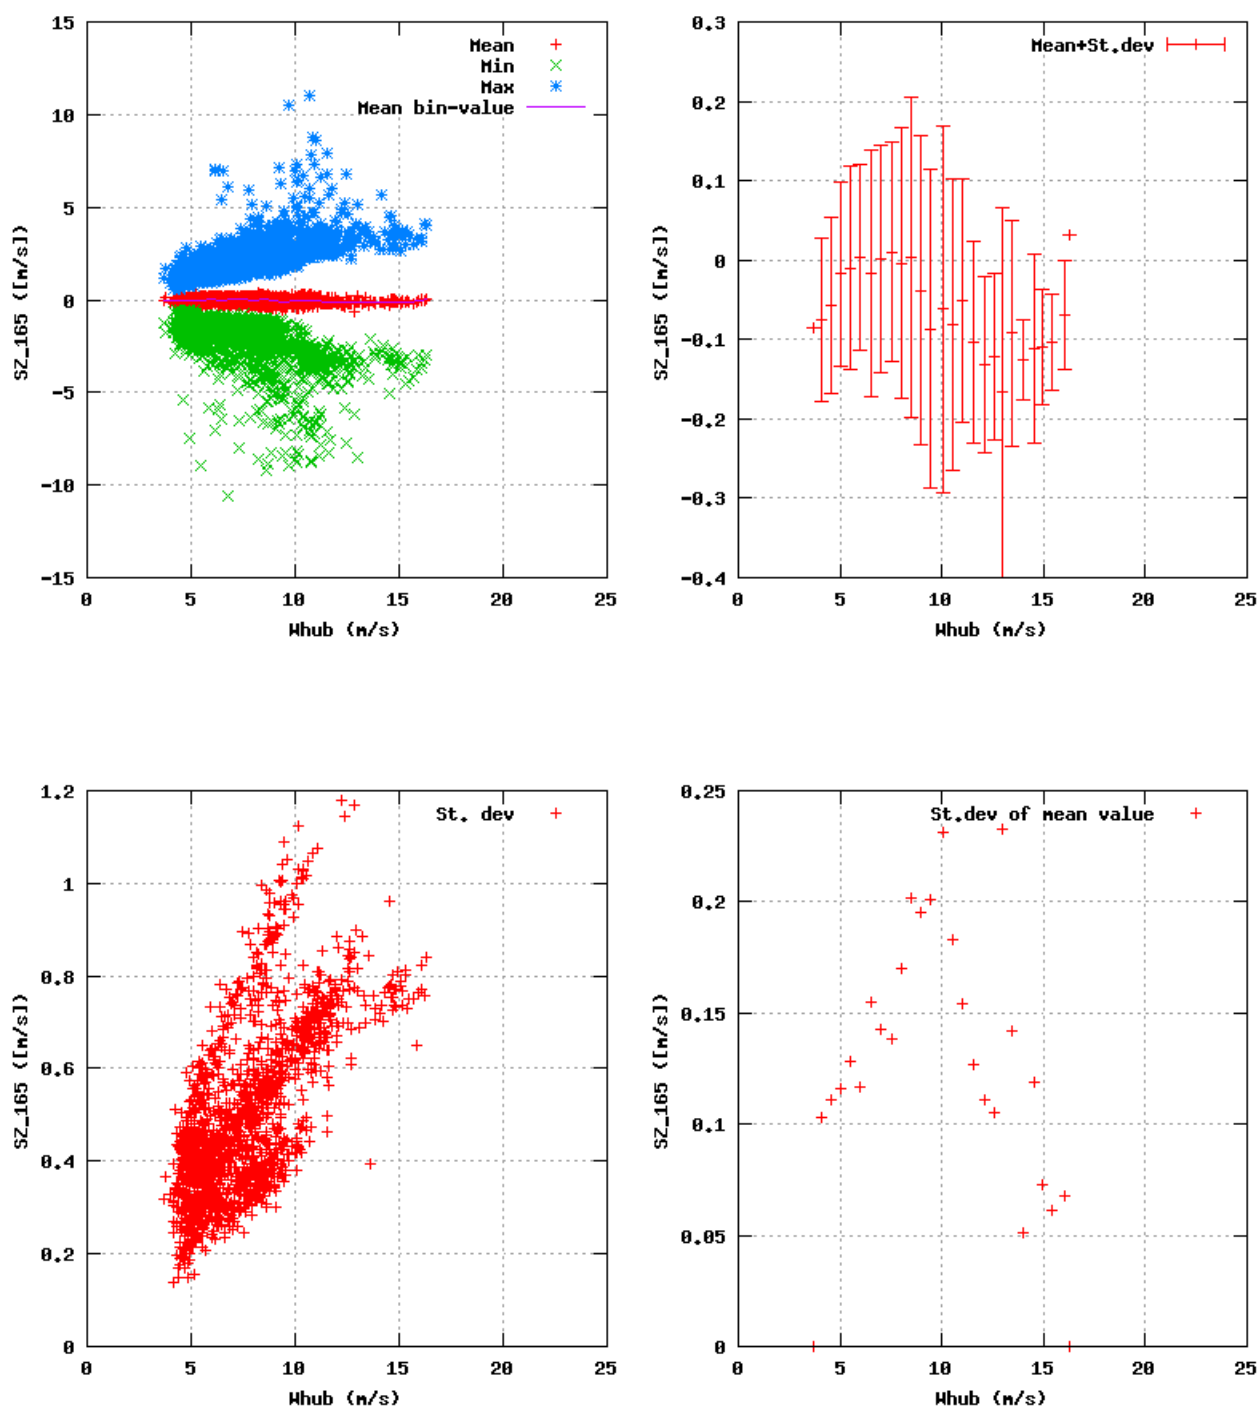 15
10
5
0
-5
-10
-15
SZ_165 ([m/s])
Mean
Min
Max
Mean bin-value
0 5 10 15 20 25
Whub (m/s)
0.3
0.2
0.1
0
-0.1
-0.2
-0.3
-0.4
SZ_165 ([m/s])
Mean+St.dev
0 5 10 15 20 25
Whub (m/s)
1.2
1
0.8
0.6
0.4
0.2
0
SZ_165 ([m/s])
St. dev
0 5 10 15 20 25
Whub (m/s)
0.25
0.2
0.15
0.1
0.05
0
SZ_165 ([m/s])
St.dev of mean value
0 5 10 15 20 25
Whub (m/s)